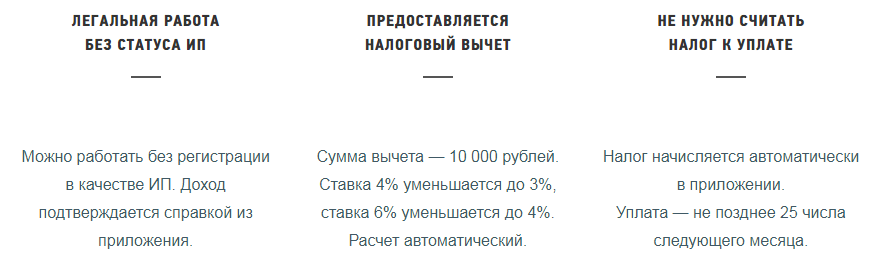 ЛЕГАЛЬНАЯ РАБОТА
БЕЗ СТАТУСА ИП
Можно работать без регистрации
в качестве ИП. Доход
подтверждается справкой из
приложения.
ПРЕДОСТАВЛЯЕТСЯ
НАЛОГОВЫЙ ВЫЧЕТ
Сумма вычета — 10 000 рублей.
Ставка 4% уменьшается до 3%,
ставка 6% уменьшается до 4%.
Расчет автоматический.
НЕ НУЖНО СЧИТАТЬ
НАЛОГ К УПЛАТЕ
Налог начисляется автоматически
в приложении.
Уплата — не позднее 25 числа
следующего месяца.